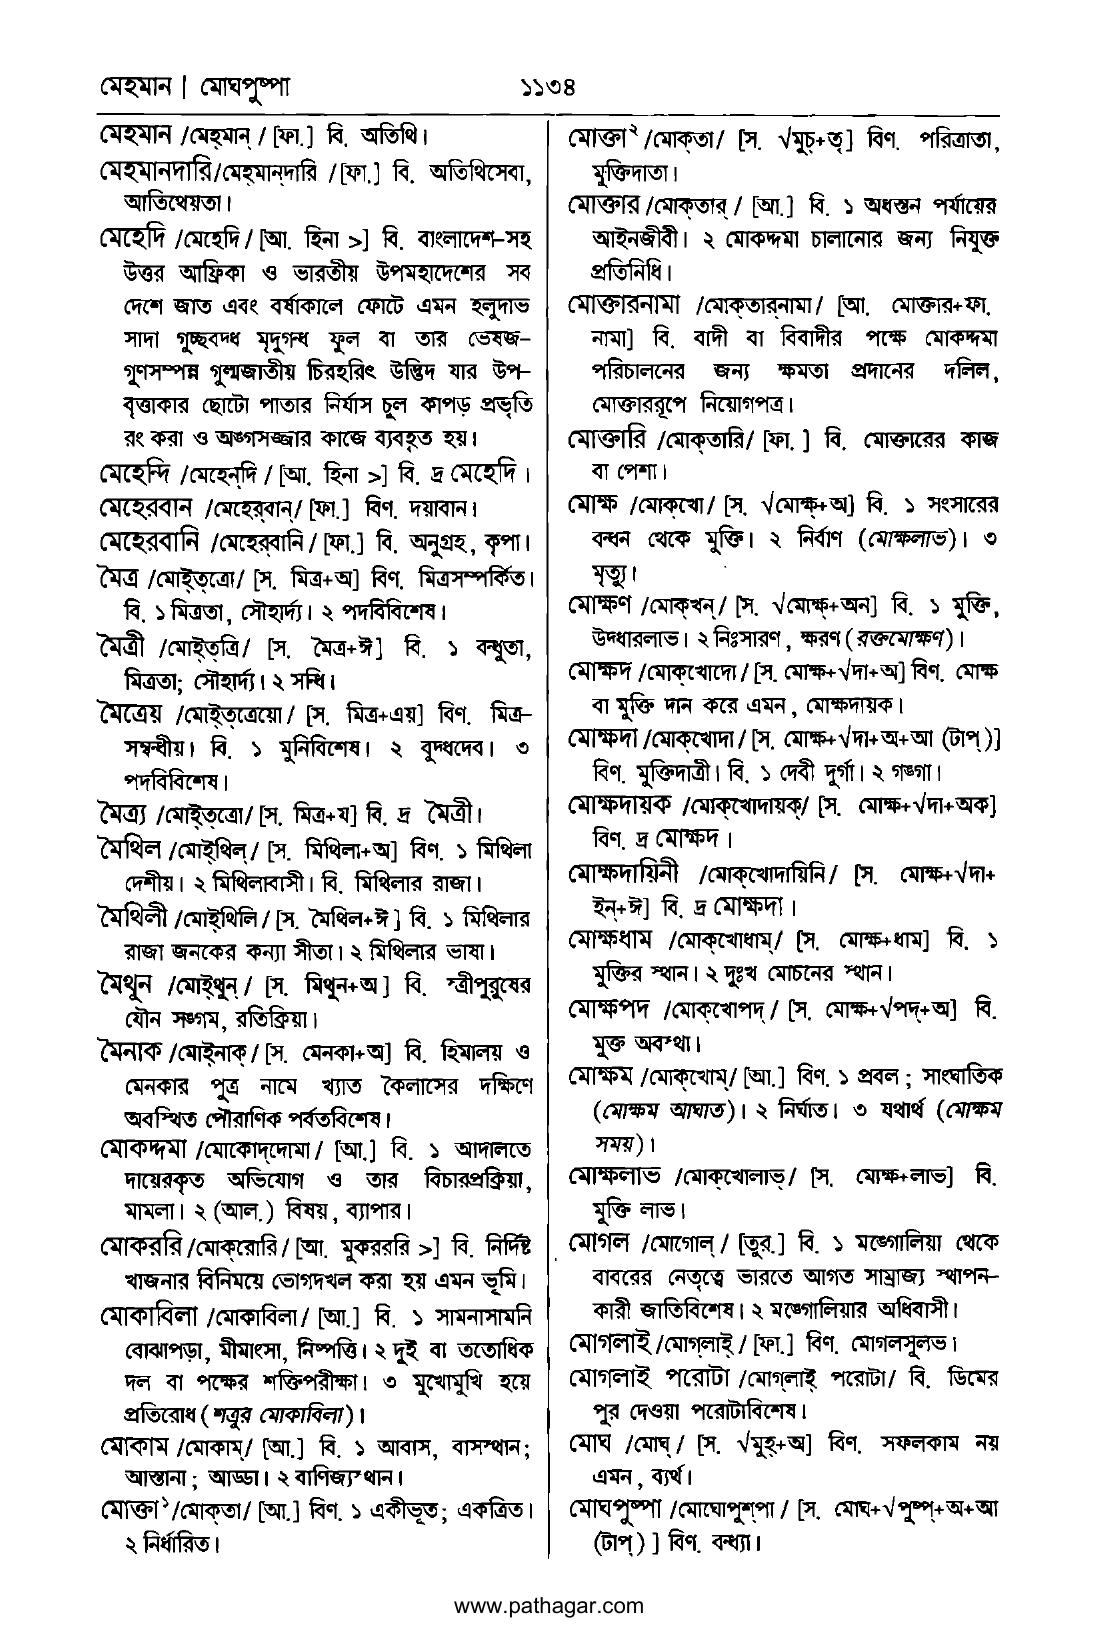 মেহমান | মোঘপুষ্পা
১১৩৪
মেহমান /মেহ্‌মান্‌ / [ফা.] বি. অতিথি।
মেহমানদারি/মেহ্‌মান্‌দারি /[ফা.] বি. অতিথিসেবা,
আতিথেয়তা।
মেহেদি /মেহেদি / [আ. হিনা >] বি. বাংলাদেশ-সহ
উত্তর আফ্রিকা ও ভারতীয় উপমহাদেশের সব
দেশে জাত এবং বর্ষাকালে ফোটে এমন হলুদাভ
সাদা গুচ্ছবদ্ধ মৃদুগন্ধ ফুল বা তার ভেষজ-
গুণসম্পন্ন গুল্মজাতীয় চিরহরিৎ উদ্ভিদ যার উপ-
বৃত্তাকার ছোটো পাতার নির্যাস চুল কাপড় প্রভৃতি
রং করা ও অঙ্গসজ্জার কাজে ব্যবহৃত হয়।
মেহেন্দি /মেহেন্‌দি / [আ. হিনা >] বি. দ্র মেহেদি।
মেহেরবান /মেহের্‌বান্‌/ [ফা.] বিণ. দয়াবান।
মেহেরবানি /মেহের্‌বানি / [ফা.] বি. অনুগ্রহ, কৃপা।
মৈত্র /মোই্‌ত্‌ত্রো/ [স. মিত্র+অ] বিণ. মিত্রসম্পর্কিত।
বি. ১ মিত্রতা, সৌহার্দ্য। ২ পদবিবিশেষ।
মৈত্রী /মোই্‌ত্‌ত্রি/ [স. মৈত্র+ঈ] বি. ১ বন্ধুতা,
মিত্রতা; সৌহার্দ্য। ২ সন্ধি।
মৈত্রেয় /মোই্‌ত্‌ত্রেয়ো/ [স. মিত্র+এয়] বিণ. মিত্র-
সম্বন্ধীয়। বি. ১ মুনিবিশেষ। ২ বুদ্ধদেব। ৩
পদবিবিশেষ।
মৈত্র্য /মোই্‌ত্‌ত্রো/ [স. মিত্র+য] বি. দ্র মৈত্রী।
মৈথিল /মোই্‌থিল্‌/ [স. মিথিলা+অ] বিণ. ১ মিথিলা
দেশীয়। ২ মিথিলাবাসী। বি. মিথিলার রাজা।
মৈথিলী /মোই্‌থিলি / [স. মৈথিল+ঈ ] বি. ১ মিথিলার
রাজা জনকের কন্যা সীতা। ২ মিথিলার ভাষা।
মৈথুন /মোই্‌থুন্‌ / [স. মিথুন+অ ] বি. স্ত্রীপুরুষের
যৌন সঙ্গম, রতিক্রিয়া।
মৈনাক /মোই্‌নাক্‌ / [স. মেনকা+অ] বি. হিমালয় ও
মেনকার পুত্র নামে খ্যাত কৈলাসের দক্ষিণে
অবস্থিত পৌরাণিক পর্বতবিশেষ।
মোকদ্দমা /মোকোদ্‌দোমা / [আ.] বি. ১ আদালতে
দায়েরকৃত অভিযোগ ও তার বিচারপ্রক্রিয়া,
মামলা। ২ (আল.) বিষয়, ব্যাপার।
মোকররি /মোক্‌রোরি / [আ. মুকররি >] বি. নির্দিষ্ট
খাজনার বিনিময়ে ভোগদখল করা হয় এমন ভূমি।
মোকাবিলা /মোকাবিলা / [আ.] বি. ১ সামনাসামনি
বোঝাপড়া, মীমাংসা, নিষ্পত্তি। ২ দুই বা ততোধিক
দল বা পক্ষের শক্তিপরীক্ষা। ৩ মুখোমুখি হয়ে
প্রতিরোধ (শত্রুর মোকাবিলা)।
মোকাম /মোকাম্‌/ [আ.] বি. ১ আবাস, বাসস্থান;
আস্তানা; আড্ডা। ২ বাণিজ্যস্থান।
মোক্তা১ /মোক্‌তা/ [আ.] বিণ. ১ একীভূত; একত্রিত।
২ নির্ধারিত।
মোক্তা২ /মোক্‌তা/ [স. √মুচ্‌+তৃ] বিণ. পরিত্রাতা,
মুক্তিদাতা।
মোক্তার /মোক্‌তার্‌ / [আ.] বি. ১ অধস্তন পর্যায়ের
আইনজীবী। ২ মোকদ্দমা চালানোর জন্য নিযুক্ত
প্রতিনিধি।
মোক্তারনামা /মোক্‌তার্‌নামা/ [আ. মোক্তার+ফা.
নামা] বি. বাদী বা বিবাদীর পক্ষে মোকদ্দমা
পরিচালনের জন্য ক্ষমতা প্রদানের দলিল,
মোক্তাররূপে নিয়োগপত্র।
মোক্তারি /মোক্‌তারি/ [ফা. ] বি. মোক্তারের কাজ
বা পেশা।
মোক্ষ /মোক্‌খো/ [স. √মোক্ষ্‌+অ] বি. ১ সংসারের
বন্ধন থেকে মুক্তি। ২ নির্বাণ (মোক্ষলাভ)। ৩
মৃত্যু।
মোক্ষণ /মোক্‌খন্‌/ [স. √মোক্ষ্‌+অন] বি. ১ মুক্তি,
উদ্ধারলাভ। ২ নিঃসারণ, ক্ষরণ (রক্তমোক্ষণ)।
মোক্ষদ /মোক্‌খোদো/ [স. মোক্ষ+√দা+অ] বিণ. মোক্ষ
বা মুক্তি দান করে এমন, মোক্ষদায়ক।
মোক্ষদা /মোক্‌খোদা / [স. মোক্ষ+√দা+অ+আ (টাপ্‌)]
বিণ. মুক্তিদাত্রী। বি. ১ দেবী দুর্গা। ২ গঙ্গা।
মোক্ষদায়ক /মোক্‌খোদায়ক্‌/ [স. মোক্ষ+√দা+অক]
বিণ. দ্র মোক্ষদ ।
মোক্ষদায়িনী /মোক্‌খোদায়িনি / [স. মোক্ষ+√দা+
ইন্‌+ঈ] বি. দ্র মোক্ষদা ।
মোক্ষধাম /মোক্‌খোধাম্‌/ [স. মোক্ষ+ধাম] বি. ১
মুক্তির স্থান। ২ দুঃখ মোচনের স্থান।
মোক্ষপদ /মোক্‌খোপদ্‌ / [স. মোক্ষ+√পদ্‌+অ] বি.
মুক্ত অবস্থা।
মোক্ষম /মোক্‌খোম্‌/ [আ.] বিণ. ১ প্রবল ; সাংঘাতিক
(মোক্ষম আঘাত)। ২ নির্ঘাত। ৩ যথার্থ (মোক্ষম
সময়)।
মোক্ষলাভ /মোক্‌খোলাভ্‌/ [স. মোক্ষ+লাভ] বি.
মুক্তি লাভ।
মোগল /মোগোল্‌ / [তুর.] বি. ১ মঙ্গোলিয়া থেকে
বাবরের নেতৃত্বে ভারতে আগত সাম্রাজ্য স্থাপন-
কারী জাতিবিশেষ। ২ মঙ্গোলিয়ার অধিবাসী।
মোগলাই /মোগ্‌লাই্‌ / [ফা.] বিণ. মোগলসুলভ।
মোগলাই পরোটা /মোগ্‌লাই্‌ পরোটা/ বি. ডিমের
পুর দেওয়া পরোটাবিশেষ।
মোঘ /মোঘ্‌ / [স. √মুহ্‌+অ] বিণ. সফলকাম নয়
এমন, ব্যর্থ।
মোঘপুষ্পা /মোঘোপুশ্‌পা / [স. মোঘ+√পুষ্প্‌+অ+আ
(টাপ্‌) ] বিণ. বন্ধ্যা।
www.pathagar.com